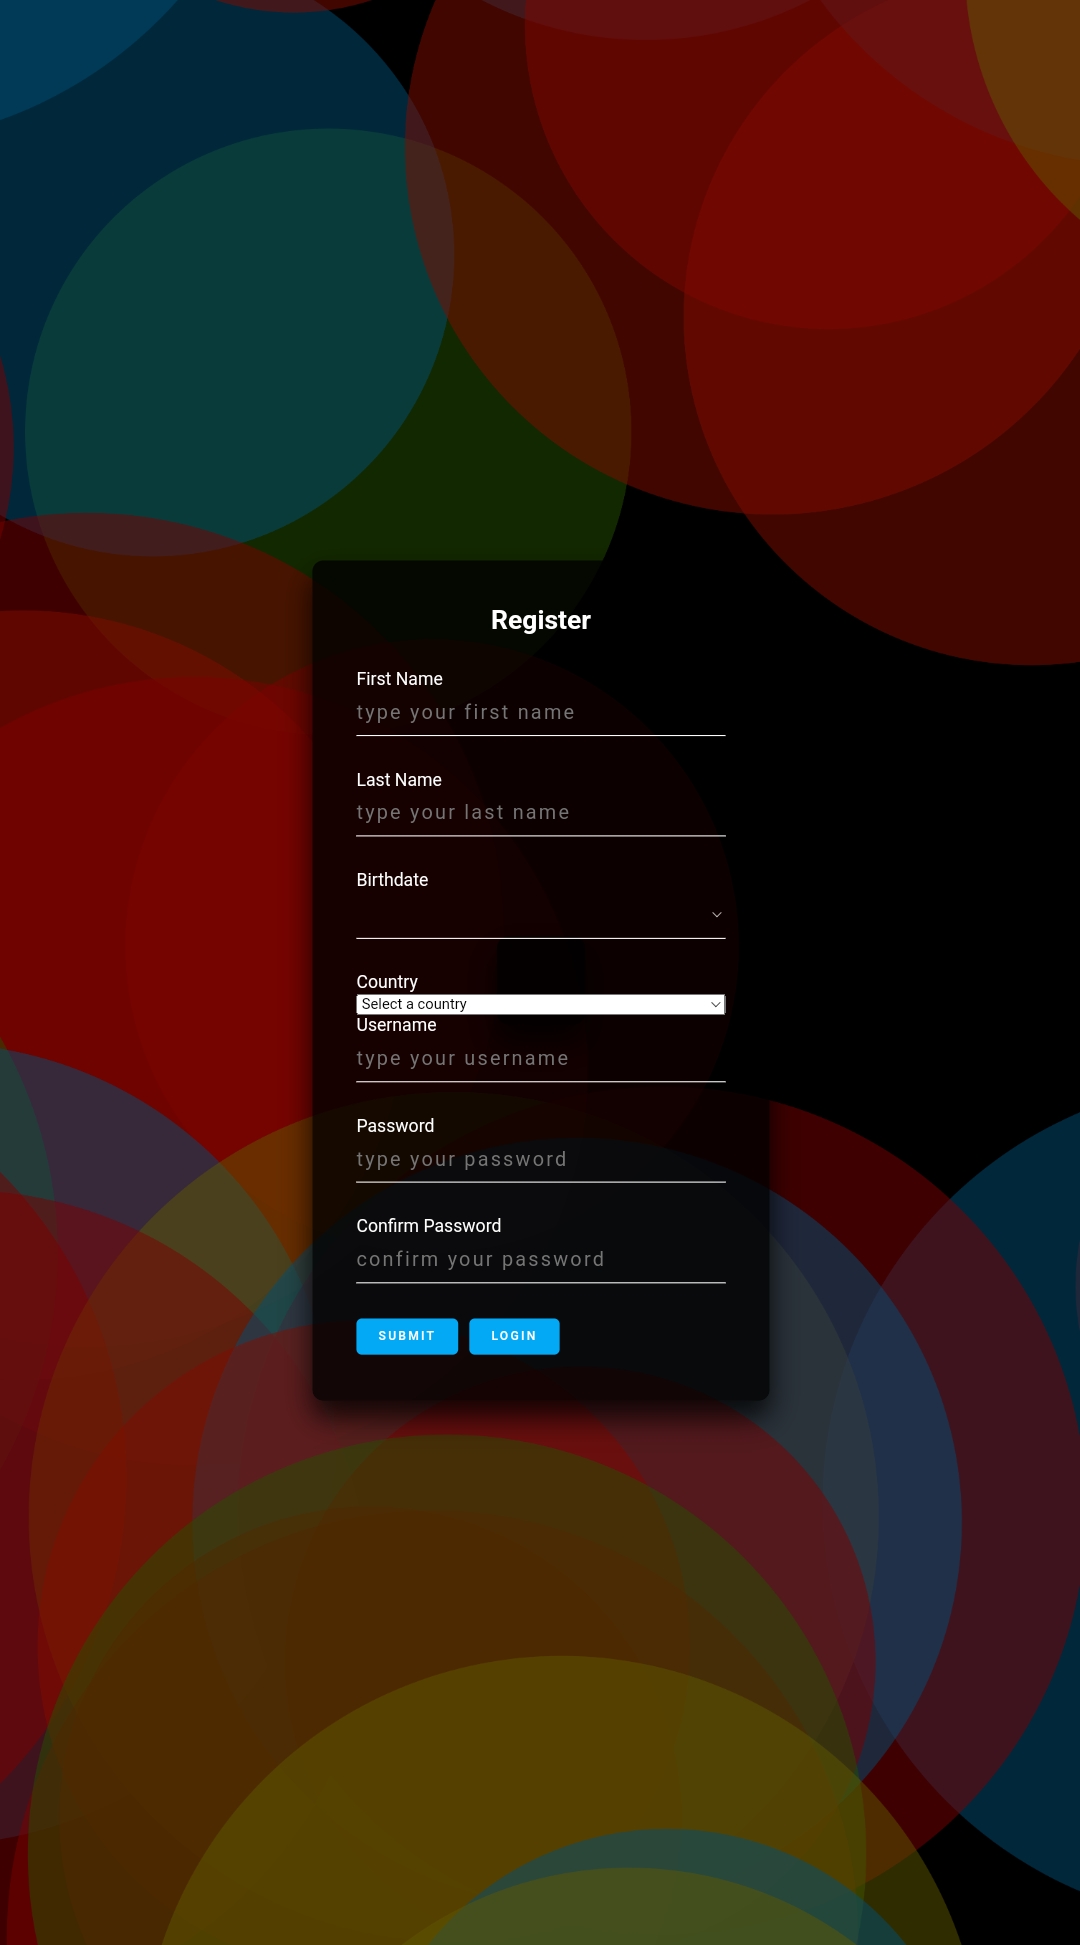 Register
First Name
type your first name
Last Name
type your last name
Birthdate
Country
Select a country
Username
type your username
Password
type your password
Confirm Password
confirm your password
SUBMIT LOGIN